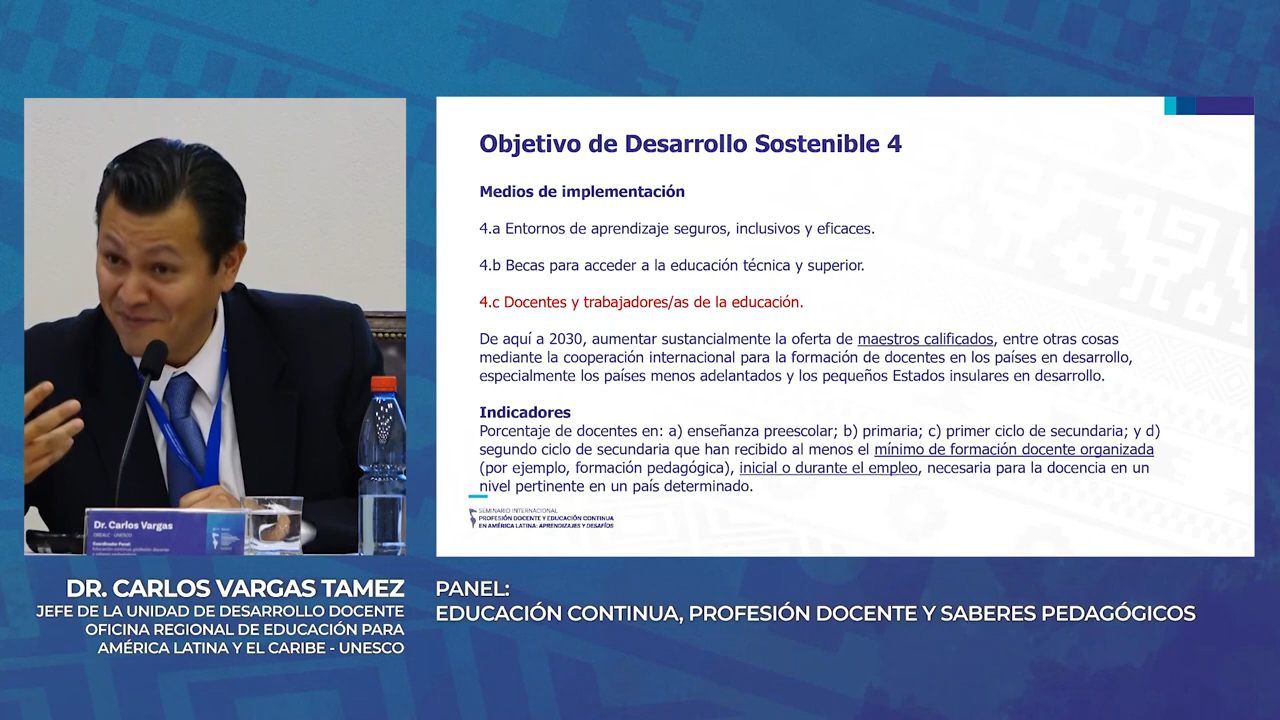 Objetivo de Desarrollo Sostenible 4
Medios de implementación
4.a Entornos de aprendizaje seguros, inclusivos y eficaces.
4.b Becas para acceder a la educación técnica y superior.
4.c Docentes y trabajadores/as de la educación.
De aquí a 2030, aumentar sustancialmente la oferta de maestros calificados, entre otras cosas
mediante la cooperación internacional para la formación de docentes en los países en desarrollo,
especialmente los países menos adelantados y los pequeños Estados insulares en desarrollo.
Indicadores
Porcentaje de docentes en: a) enseñanza preescolar; b) primaria; c) primer ciclo de secundaria; y d)
segundo ciclo de secundaria que han recibido al menos el mínimo de formación docente organizada
(por ejemplo, formación pedagógica), inicial o durante el empleo, necesaria para la docencia en un
nivel pertinente en un país determinado.
SEMINARIO INTERNACIONAL
PROFESIÓN DOCENTE Y EDUCACIÓN CONTINUA
EN AMÉRICA LATINA: APRENDIZAJES Y DESAFÍOS
Dr. Carlos Vargas
OREALC - UNESCO
Coordinador Panel:
Educación continua, profesión docente
DR. CARLOS VARGAS TAMEZ
JEFE DE LA UNIDAD DE DESARROLLO DOCENTE
OFICINA REGIONAL DE EDUCACIÓN PARA
AMÉRICA LATINA Y EL CARIBE - UNESCO
PANEL:
EDUCACIÓN CONTINUA, PROFESIÓN DOCENTE Y SABERES PEDAGÓGICOS